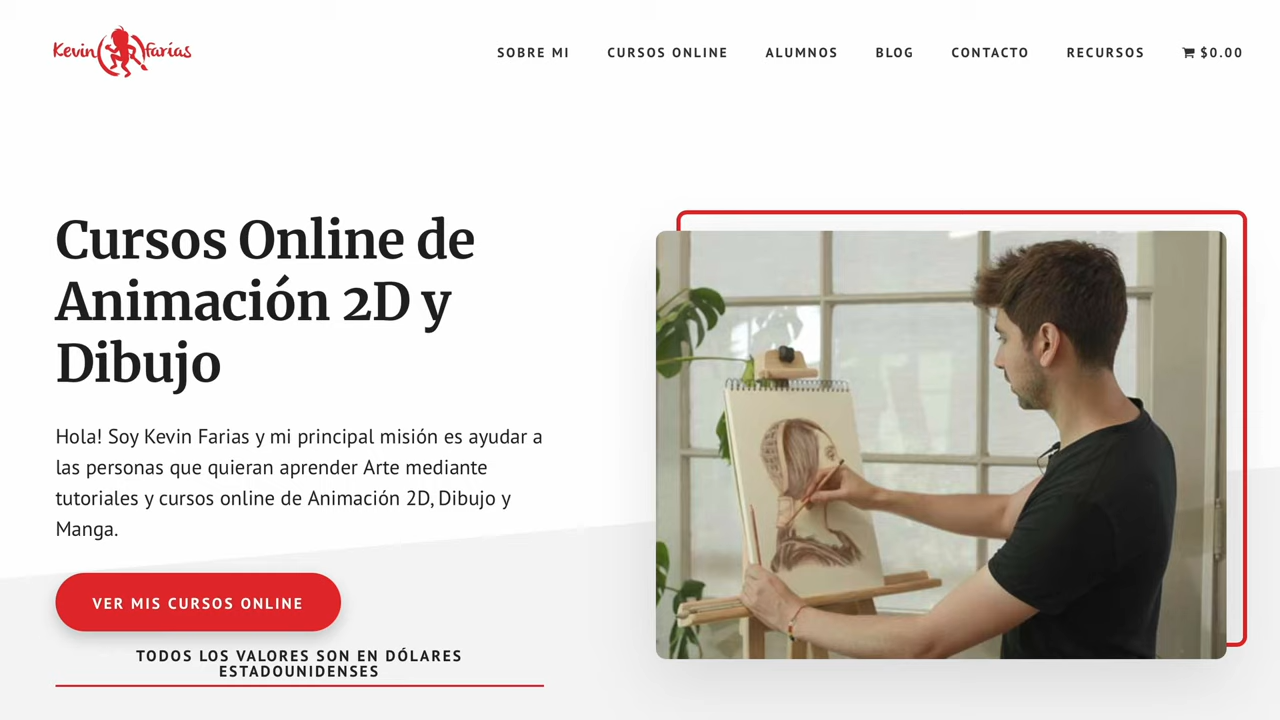 Kevin farías
SOBRE MI
CURSOS ONLINE
ALUMNOS
BLOG
CONTACTO
RECURSOS
$0.00
Cursos Online de
Animación 2D y
Dibujo
Hola! Soy Kevin Farias y mi principal misión es ayudar a
las personas que quieran aprender Arte mediante
tutoriales y cursos online de Animación 2D, Dibujo y
Manga.
VER MIS CURSOS ONLINE
TODOS LOS VALORES SON EN DÓLARES
ESTADOUNIDENSES